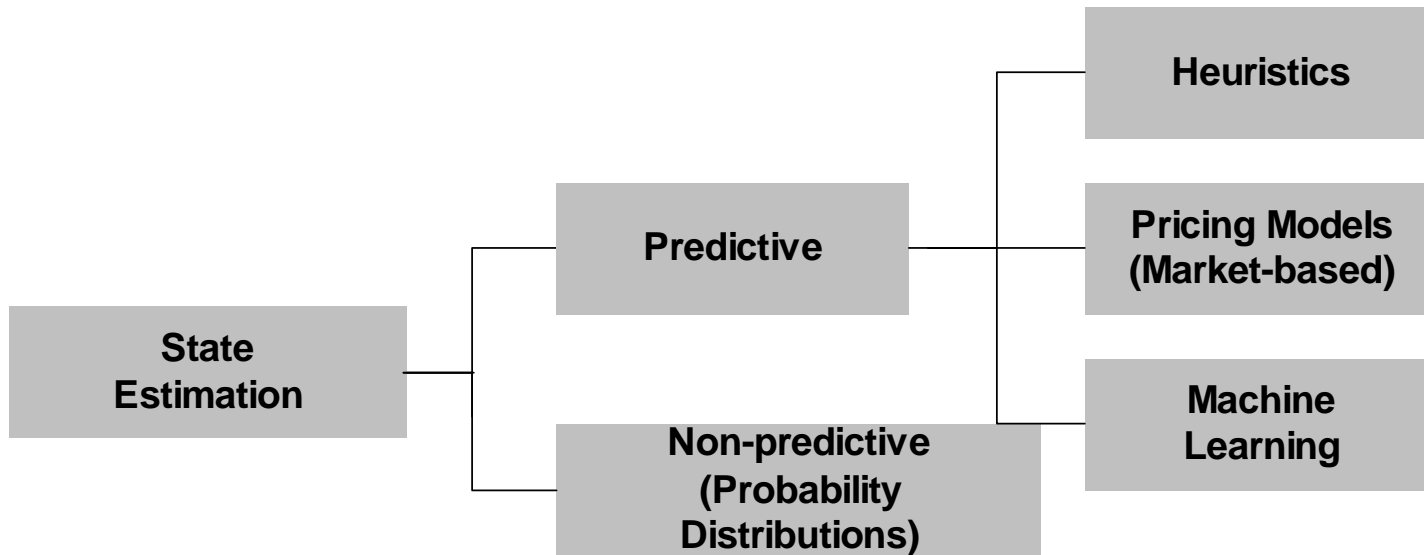 State
Estimation
Predictive
Non-predictive
(Probability
Distributions)
Heuristics
Pricing Models
(Market-based)
Machine
Learning